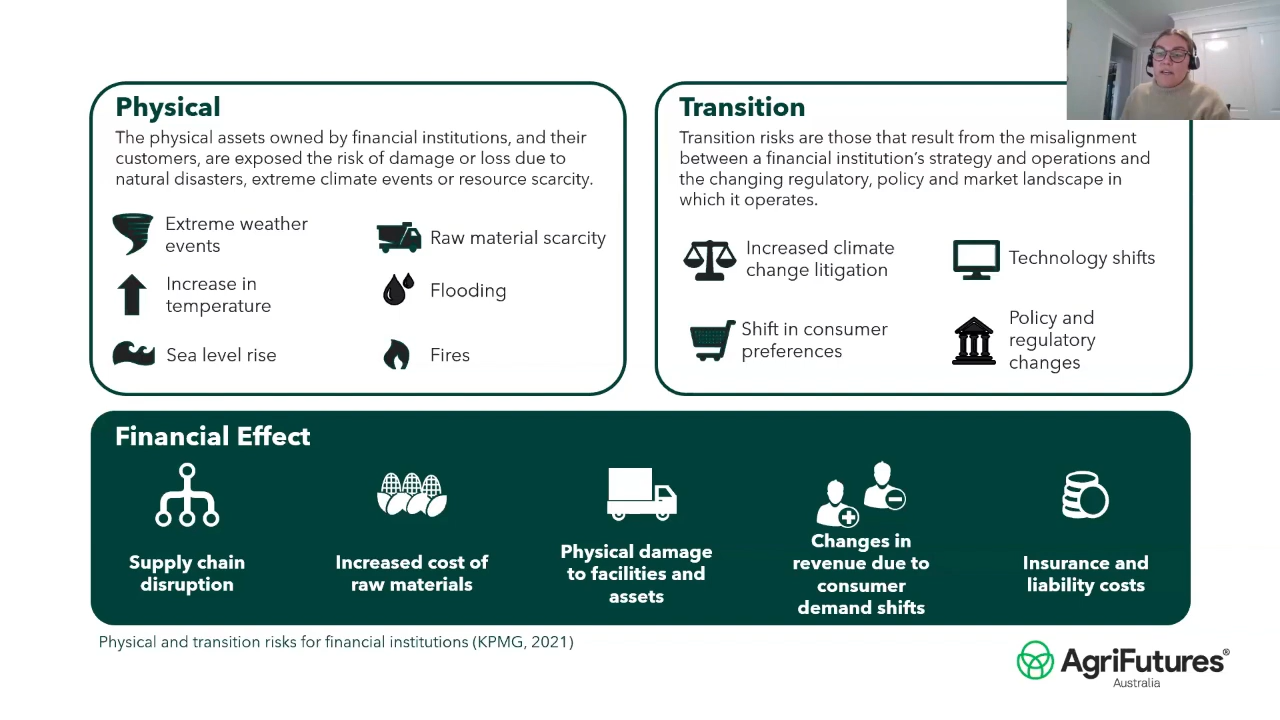 Physical
The physical assets owned by financial institutions, and their
customers, are exposed the risk of damage or loss due to
natural disasters, extreme climate events or resource scarcity.
Extreme weather
events
Raw material scarcity
Increase in
temperature
Flooding
Sea level rise
Fires
Transition
Transition risks are those that result from the misalignment
between a financial institution's strategy and operations and
the changing regulatory, policy and market landscape in
which it operates.
Increased climate
change litigation
Technology shifts
Shift in consumer
preferences
Policy and
regulatory
changes
Financial Effect
Supply chain
disruption
Increased cost of
raw materials
Physical damage
to facilities and
assets
Changes in
revenue due to
consumer
demand shifts
Insurance and
liability costs
Physical and transition risks for financial institutions (KPMG, 2021)
AgriFutures®
Australia